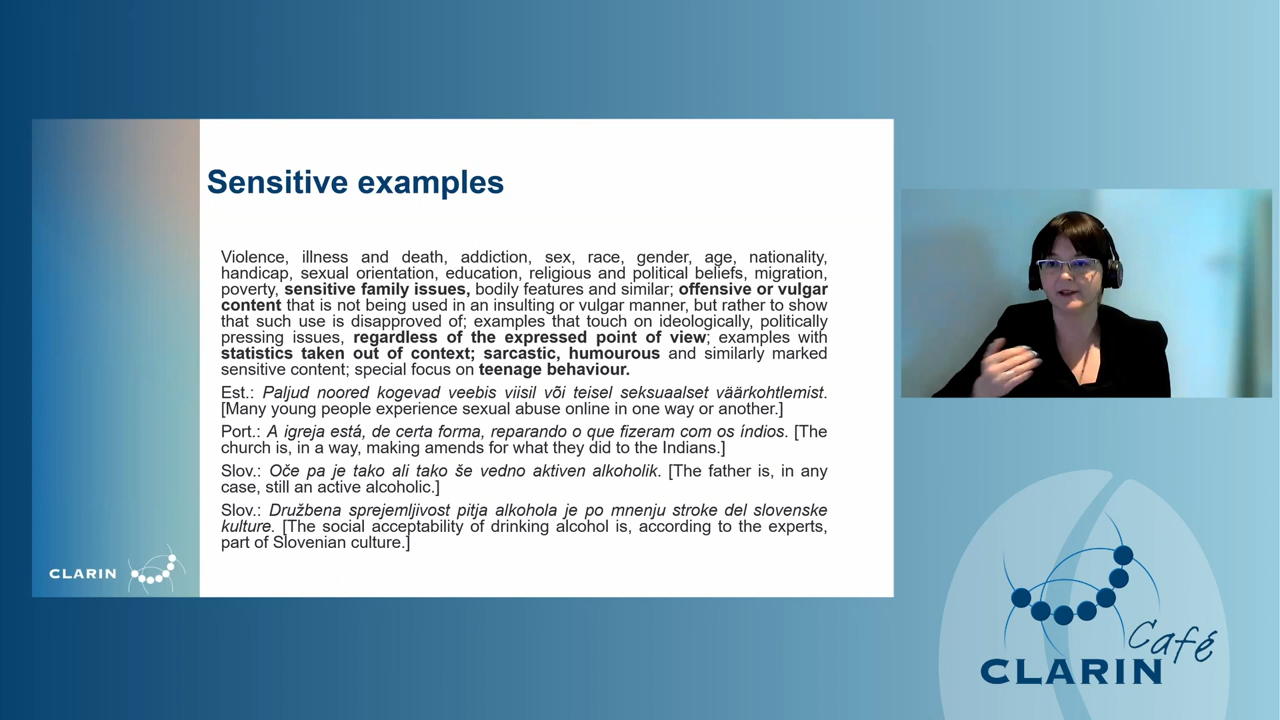 Sensitive examples
Violence, illness and death, addiction, sex, race, gender, age, nationality,
handicap, sexual orientation, education, religious and political beliefs, migration,
poverty, sensitive family issues, bodily features and similar; offensive or vulgar
content that is not being used in an insulting or vulgar manner, but rather to show
that such use is disapproved of; examples that touch on ideologically, politically
pressing issues, regardless of the expressed point of view; examples with
statistics taken out of context; sarcastic, humourous and similarly marked
sensitive content; special focus on teenage behaviour.
Est.: Paljud noored kogevad veebis viisil või teisel seksuaalset väärkohtlemist.
[Many young people experience sexual abuse online in one way or another.]
Port.: A igreja está, de certa forma, reparando o que fizeram com os índios. [The
church is, in a way, making amends for what they did to the Indians.]
Slov.: Oče pa je tako ali tako še vedno aktiven alkoholik. [The father is, in any
case, still an active alcoholic.]
Slov.: Družbena sprejemljivost pitja alkohola je po mnenju stroke del slovenske
kulture. [The social acceptability of drinking alcohol is, according to the experts,
part of Slovenian culture.]
CLARIN
Café
CLARIN